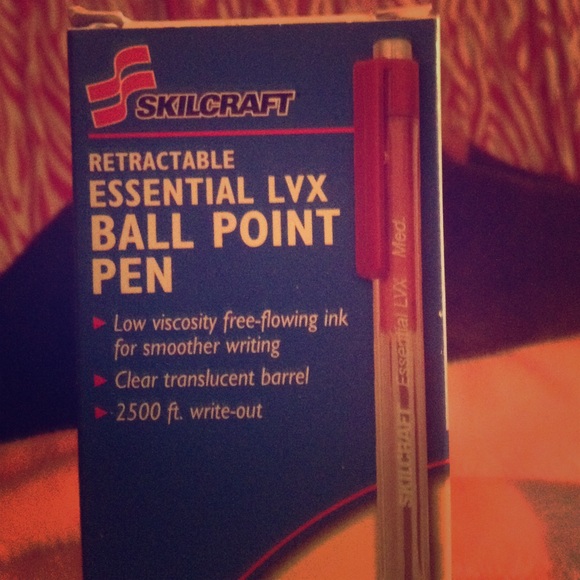 SKILCRAFT
RETRACTABLE
ESSENTIAL LVX
BALL POINT
PEN
Low viscosity free-flowing ink
for smoother writing
Clear translucent barrel
2500 ft. write-out
SKILCRAFT Essential LVX Med.